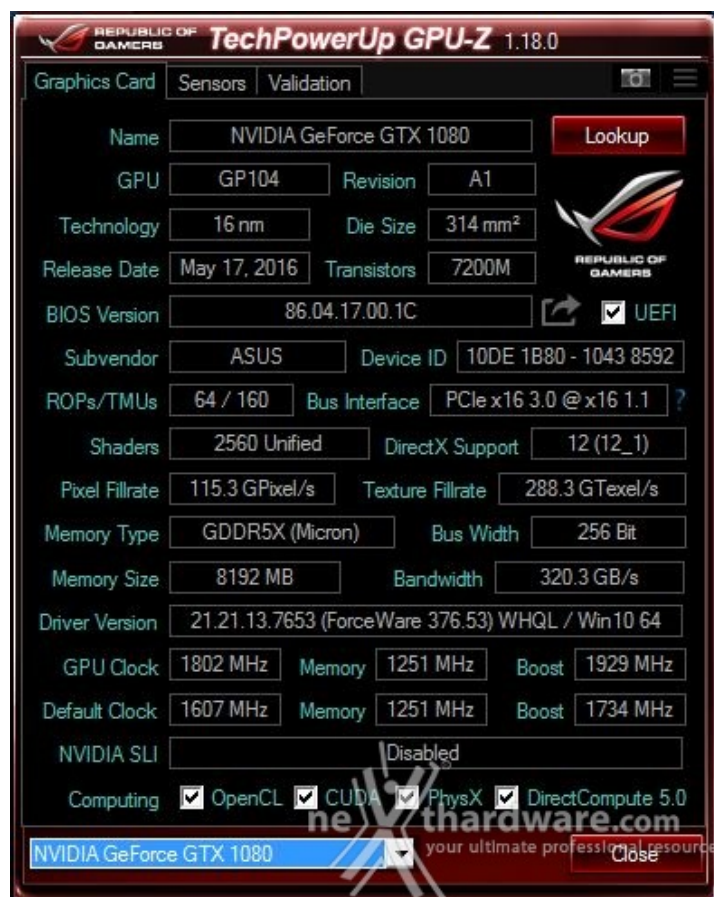 REPUBLIC OF GAMERS TechPowerUp GPU-Z 1.18.0
Graphics Card Sensors Validation
Name NVIDIA GeForce GTX 1080 Lookup
GPU GP104 Revision A1
Technology 16 nm Die Size 314 mm²
REPUBLIC OF GAMERS
Release Date May 17, 2016 Transistors 7200M
BIOS Version 86.04.17.00.1C UEFI
Subvendor ASUS Device ID 10DE 1B80 - 1043 8592
ROPs/TMUs 64 / 160 Bus Interface PCIe x16 3.0 @ x16 1.1 ?
Shaders 2560 Unified DirectX Support 12 (12_1)
Pixel Fillrate 115.3 GPixel/s Texture Fillrate 288.3 GTexel/s
Memory Type GDDR5X (Micron) Bus Width 256 Bit
Memory Size 8192 MB Bandwidth 320.3 GB/s
Driver Version 21.21.13.7653 (ForceWare 376.53) WHQL / Win10 64
GPU Clock 1802 MHz Memory 1251 MHz Boost 1929 MHz
Default Clock 1607 MHz Memory 1251 MHz Boost 1734 MHz
NVIDIA SLI Disabled
Computing OpenCL CUDA PhysX DirectCompute 5.0
nexthardware.com
your ultimate professional resource
NVIDIA GeForce GTX 1080 Close